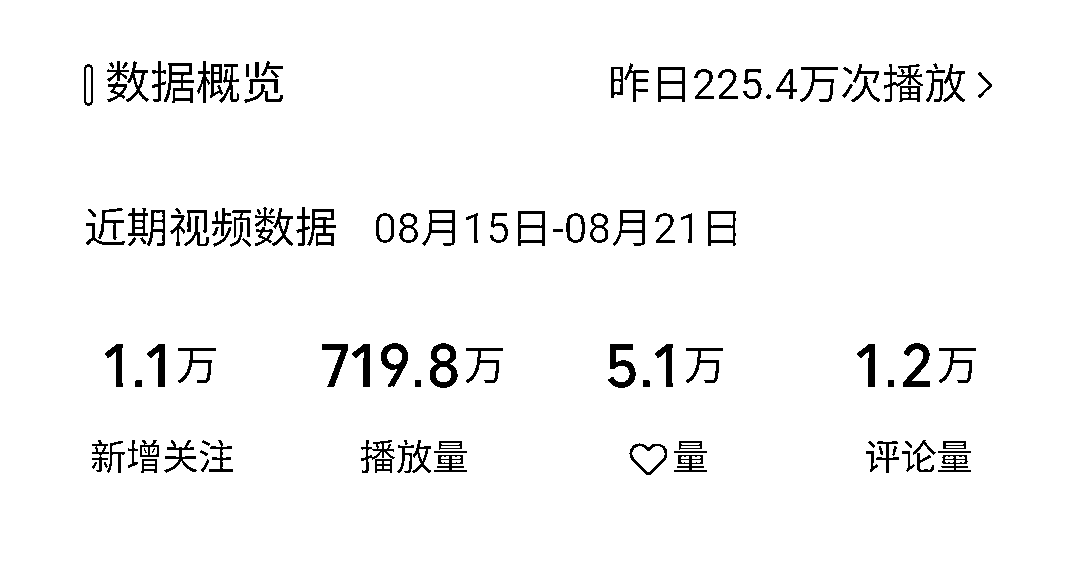 数据概览 昨日225.4万次播放 >
近期视频数据 08月15日-08月21日
1.1万 719.8万 5.1万 1.2万
新增关注 播放量 ♡量 评论量